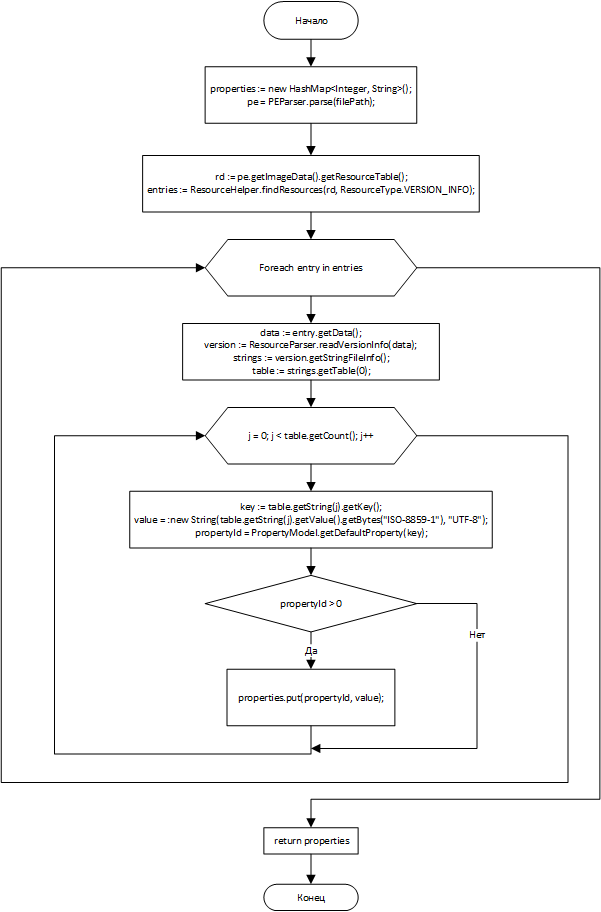 Начало
properties := new HashMap<Integer, String>();
pe = PEParser.parse(filePath);
rd := pe.getImageData().getResourceTable();
entries := ResourceHelper.findResources(rd, ResourceType.VERSION_INFO);
Foreach entry in entries
data := entry.getData();
version := ResourceParser.readVersionInfo(data);
strings := version.getStringFileInfo();
table := strings.getTable(0);
j = 0; j < table.getCount(); j++
key := table.getString(j).getKey();
value = :new String(table.getString(j).getValue().getBytes("ISO-8859-1"), "UTF-8");
propertyId = PropertyModel.getDefaultProperty(key);
propertyId > 0
Нет
Да
properties.put(propertyId, value);
return properties
Конец